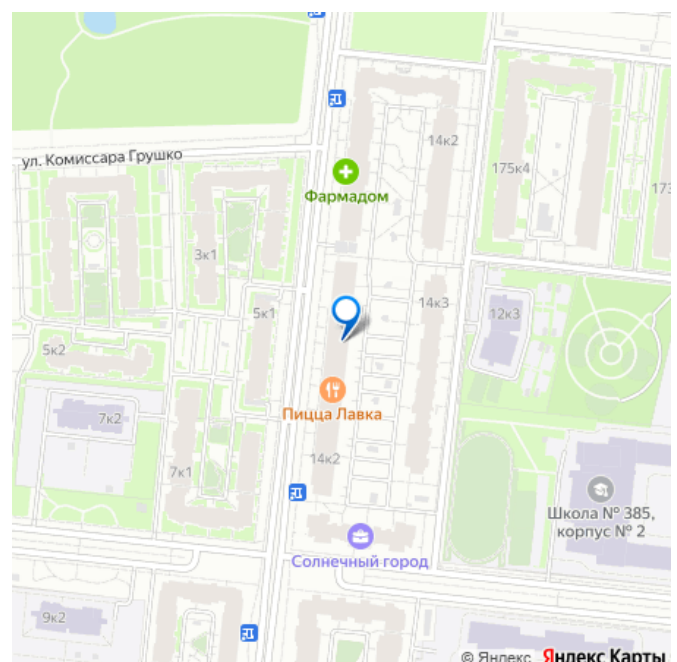 14к2
ул. Комиссара Грушко
175к4
173
Фармадом
3к1
14к3
5к1
12к3
5к2
Пицца Лавка
7к2
14к2
7к1
Школа № 385,
корпус № 2
Солнечный город
9к2
© Яндекс Яндекс Карты